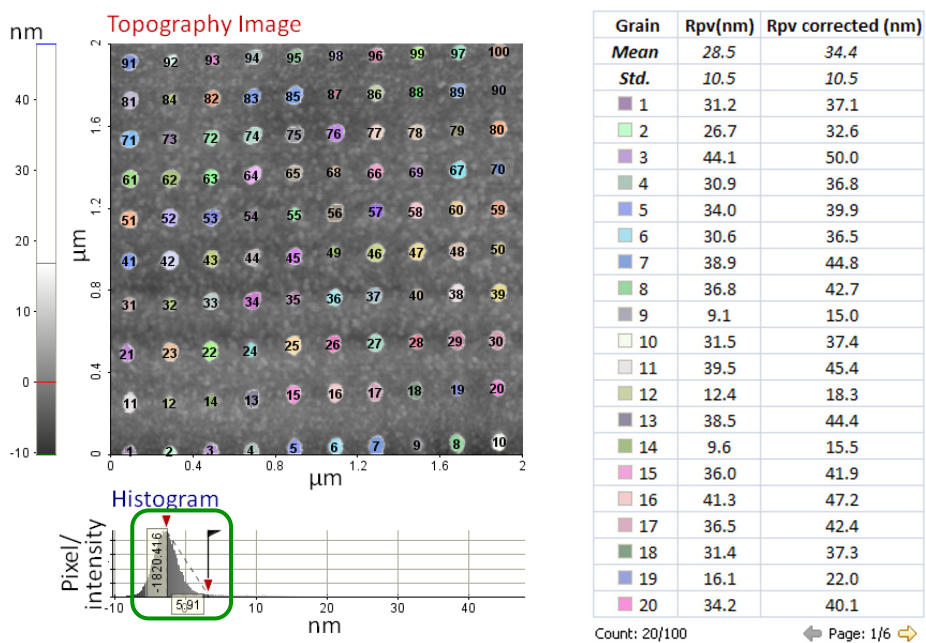 Topography Image
nm
40
30
20
10
0
-10
2
1.6
1.2
0.8
0.4
0
μm
91 92 93 94 95 98 96 99 97 100
81 84 82 83 85 87 86 88 89 90
71 73 72 74 75 76 77 78 79 80
61 62 63 64 65 68 66 69 67 70
51 52 53 54 55 56 57 58 60 59
41 42 43 44 45 49 46 47 48 50
31 32 33 34 35 36 37 40 38 39
21 23 22 24 25 26 27 28 29 30
11 12 14 13 15 16 17 18 19 20
1 2 3 4 5 6 7 9 8 10
0 0.4 0.8 1.2 1.6 2
μm
Histogram
Pixel/
intensity
-1820.416
5.91
-10 0 10 20 30 40
nm
Grain Rpv(nm) Rpv corrected (nm)
Mean 28.5 34.4
Std. 10.5 10.5
1 31.2 37.1
2 26.7 32.6
3 44.1 50.0
4 30.9 36.8
5 34.0 39.9
6 30.6 36.5
7 38.9 44.8
8 36.8 42.7
9 9.1 15.0
10 31.5 37.4
11 39.5 45.4
12 12.4 18.3
13 38.5 44.4
14 9.6 15.5
15 36.0 41.9
16 41.3 47.2
17 36.5 42.4
18 31.4 37.3
19 16.1 22.0
20 34.2 40.1
Count: 20/100 Page: 1/6